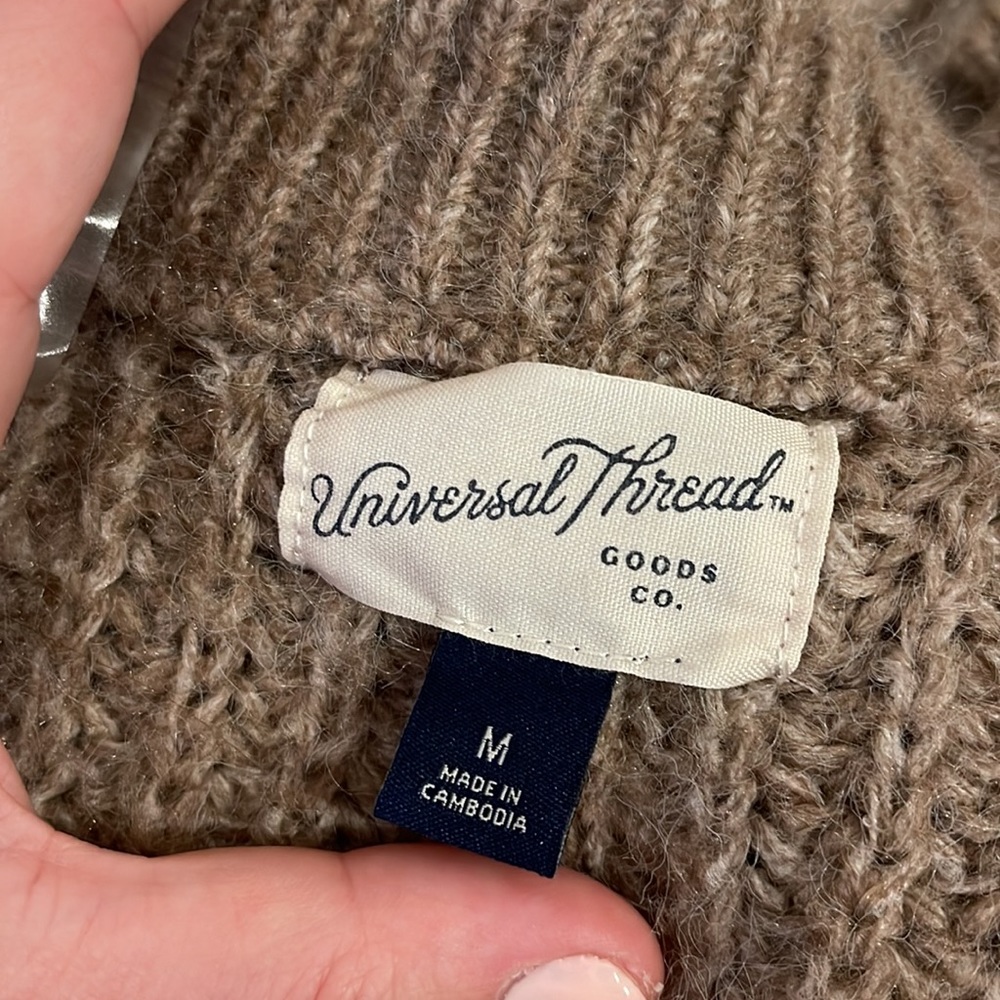 Universal Thread™
GOODS
CO.
M
MADE IN
CAMBODIA